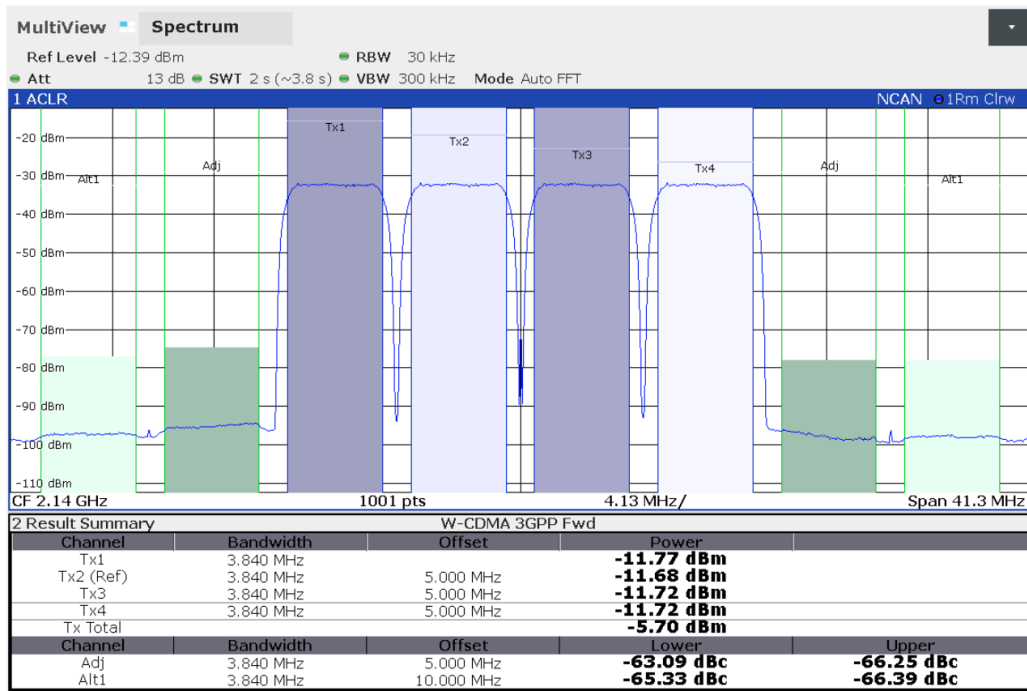 MultiView Spectrum
Ref Level -12.39 dBm RBW 30 kHz
Att 13 dB SWT 2 s (~3.8 s) VBW 300 kHz Mode Auto FFT
1 ACLR NCAN 1Rm Clrw
Tx1
-20 dBm
Tx2
Tx3
Adj
Tx4
Adj
-30 dBm
Alt1
Alt1
-40 dBm
-50 dBm
-60 dBm
-70 dBm
-80 dBm
-90 dBm
-100 dBm
-110 dBm
CF 2.14 GHz 1001 pts 4.13 MHz/ Span 41.3 MHz
2 Result Summary W-CDMA 3GPP Fwd
Channel Bandwidth Offset Power
Tx1 3.840 MHz -11.77 dBm
Tx2 (Ref) 3.840 MHz 5.000 MHz -11.68 dBm
Tx3 3.840 MHz 5.000 MHz -11.72 dBm
Tx4 3.840 MHz 5.000 MHz -11.72 dBm
Tx Total -5.70 dBm
Channel Bandwidth Offset Lower Upper
Adj 3.840 MHz 5.000 MHz -63.09 dBc -66.25 dBc
Alt1 3.840 MHz 10.000 MHz -65.33 dBc -66.39 dBc